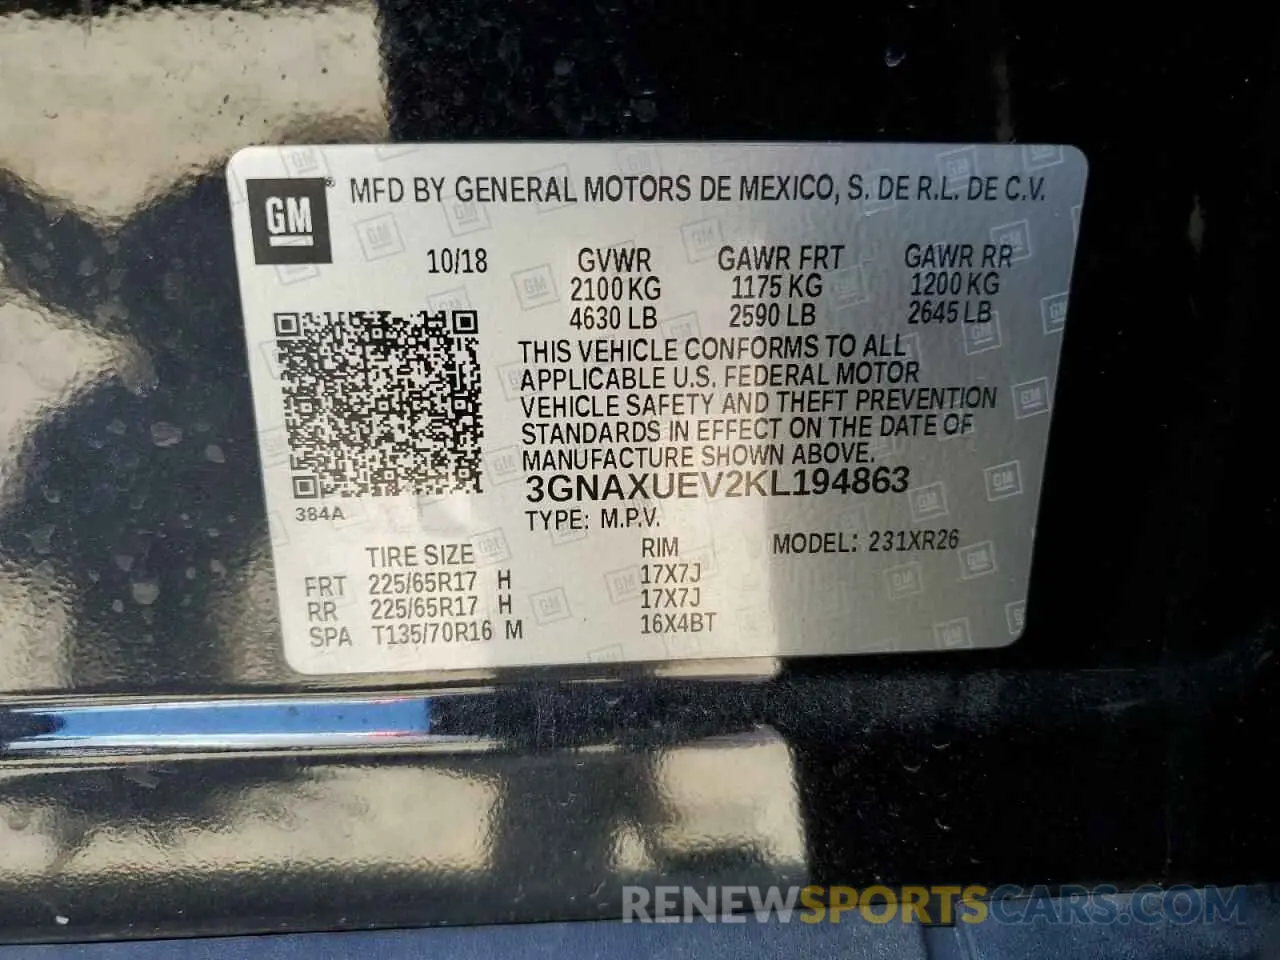 GM® MFD BY GENERAL MOTORS DE MEXICO, S. DE R.L. DE C.V.
10/18 GVWR GAWR FRT GAWR RR
2100 KG 1175 KG 1200 KG
4630 LB 2590 LB 2645 LB
THIS VEHICLE CONFORMS TO ALL
APPLICABLE U.S. FEDERAL MOTOR
VEHICLE SAFETY AND THEFT PREVENTION
STANDARDS IN EFFECT ON THE DATE OF
MANUFACTURE SHOWN ABOVE.
3GNAXUEV2KL194863
384A
TYPE: M.P.V.
TIRE SIZE RIM MODEL: 231XR26
FRT 225/65R17 H 17X7J
RR 225/65R17 H 17X7J
SPA T135/70R16 M 16X4BT
RENEWSPORTSCARS.COM